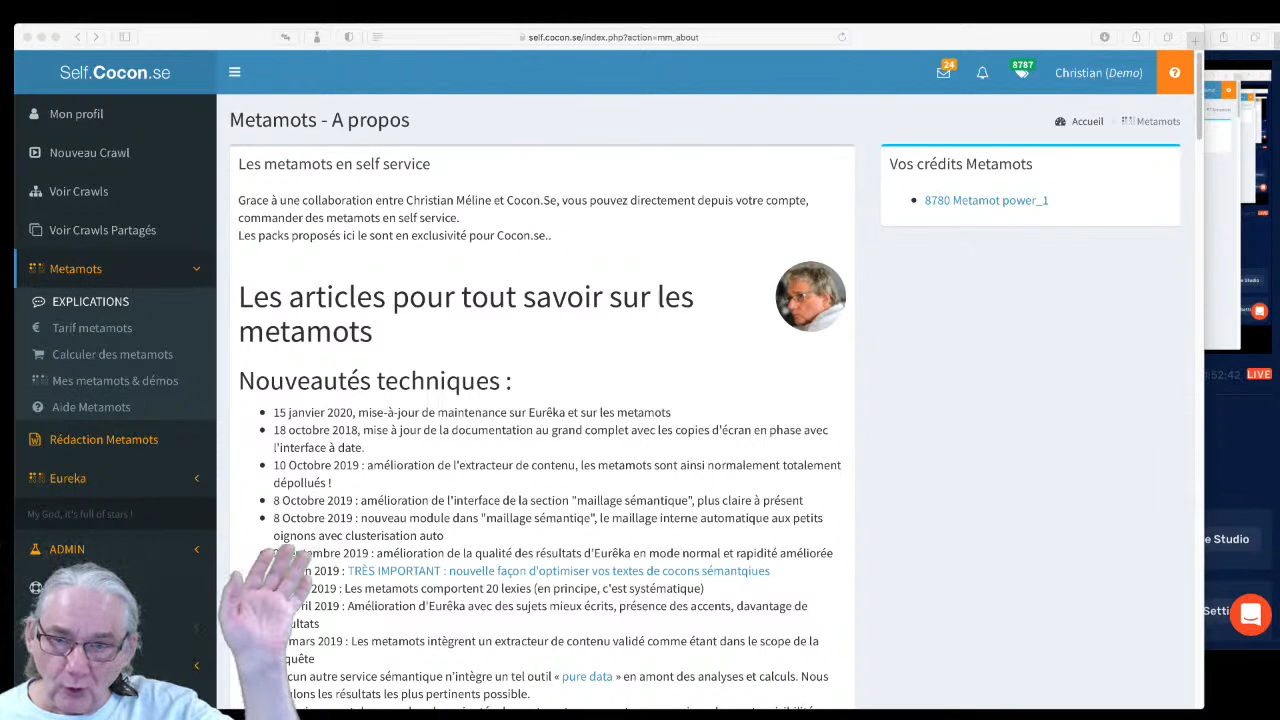 self.cocon.se/index.php?action=mm_about
Self.Cocon.se
24
8787
Christian (Demo)
Mon profil
Nouveau Crawl
Voir Crawls
Voir Crawls Partagés
Metamots
EXPLICATIONS
€ Tarif metamots
Calculer des metamots
Mes metamots & démos
Aide Metamots
Rédaction Metamots
Eureka
My God, it's full of stars !
ADMIN
Metamots - A propos
Accueil
Metamots
Les metamots en self service
Grace à une collaboration entre Christian Méline et Cocon.Se, vous pouvez directement depuis votre compte,
commander des metamots en self service.
Les packs proposés ici le sont en exclusivité pour Cocon.se..
Les articles pour tout savoir sur les
metamots
Nouveautés techniques :
15 janvier 2020, mise-à-jour de maintenance sur Eurêka et sur les metamots
18 octobre 2018, mise à jour de la documentation au grand complet avec les copies d'écran en phase avec
l'interface à date.
10 Octobre 2019 : amélioration de l'extracteur de contenu, les metamots sont ainsi normalement totalement
dépollués !
8 Octobre 2019 : amélioration de l'interface de la section "maillage sémantique", plus claire à présent
8 Octobre 2019 : nouveau module dans "maillage sémantiqe", le maillage interne automatique aux petits
oignons avec clusterisation auto
2019 : amélioration de la qualité des résultats d'Eurêka en mode normal et rapidité améliorée
2019 : TRÈS IMPORTANT : nouvelle façon d'optimiser vos textes de cocons sémantqiues
2019 : Les metamots comportent 20 lexies (en principe, c'est systématique)
2019 : Amélioration d'Eurêka avec des sujets mieux écrits, présence des accents, davantage de
mars 2019 : Les metamots intègrent un extracteur de contenu validé comme étant dans le scope de la
autre service sémantique n'intègre un tel outil « pure data » en amont des analyses et calculs. Nous
les résultats les plus pertinents possible.
Vos crédits Metamots
8780 Metamot power_1
:52:42 LIVE
e Studio